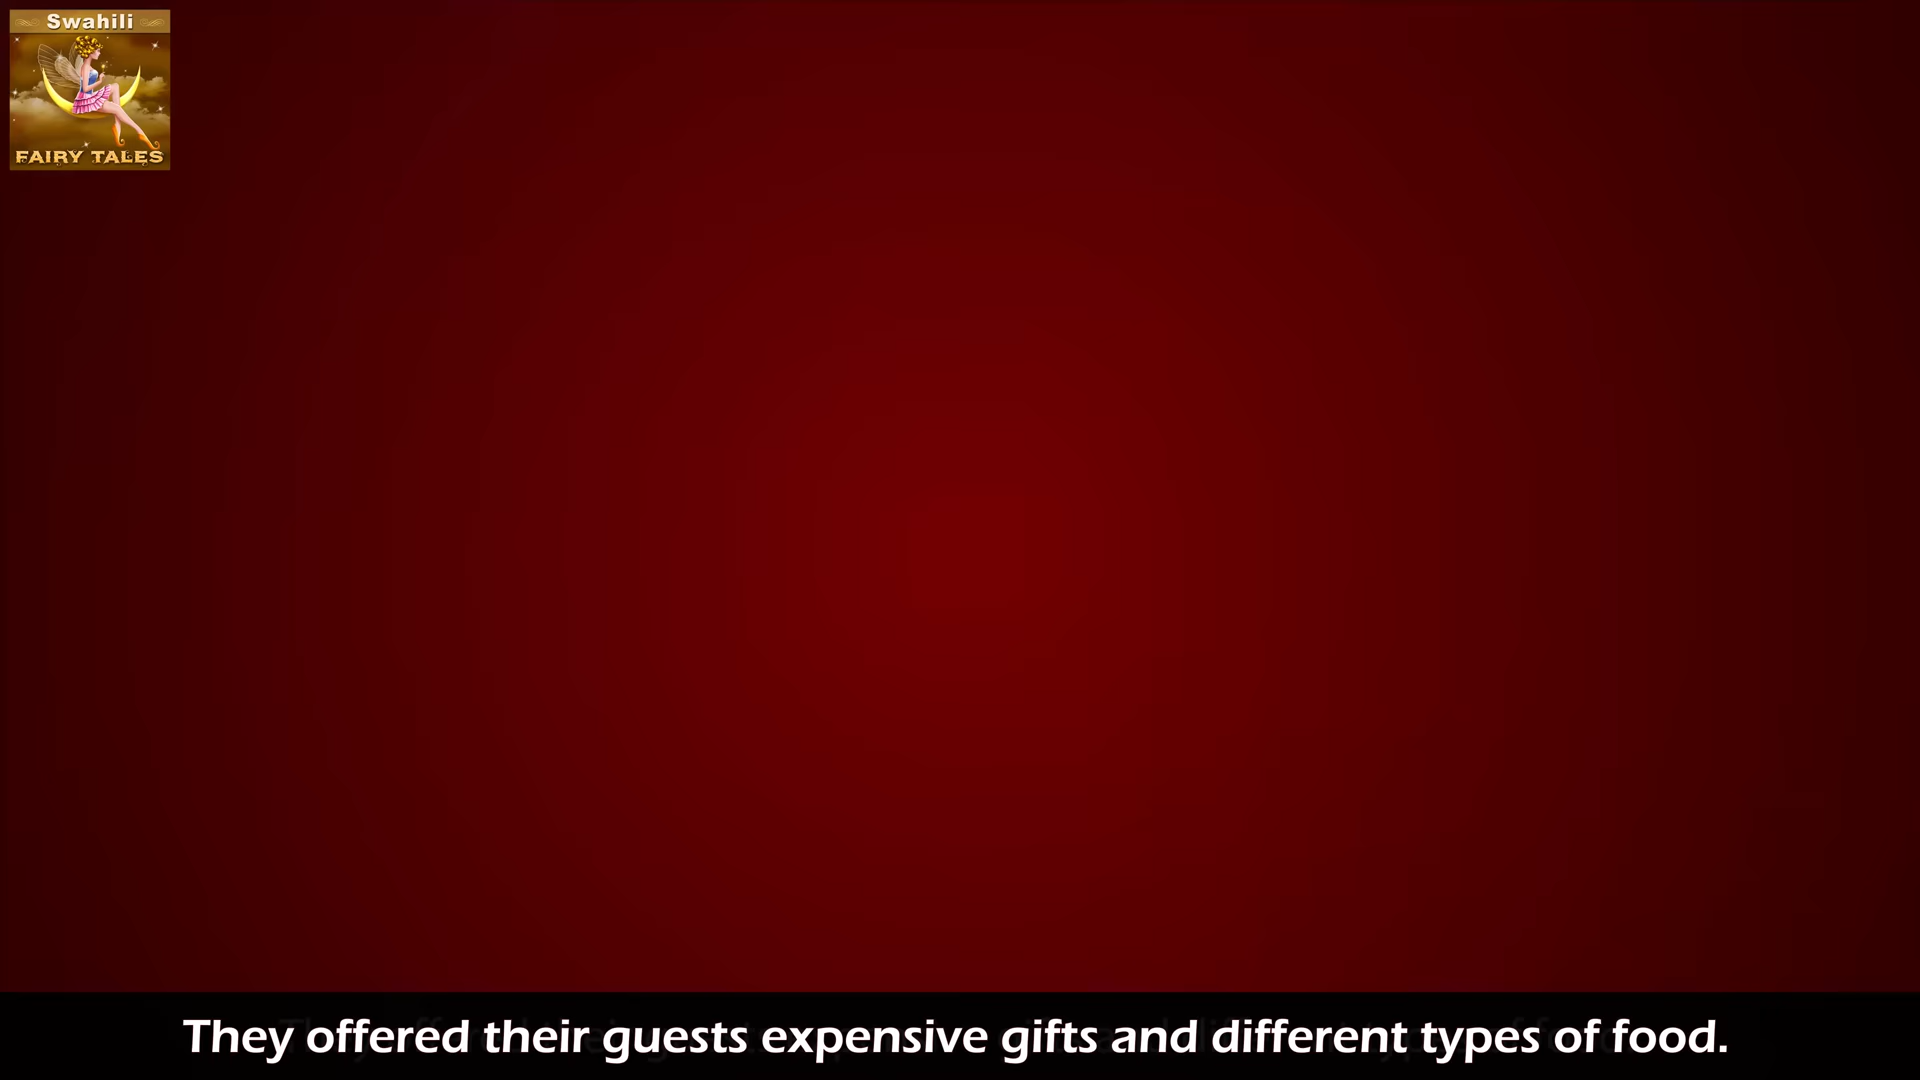 Swahili
FAIRY TALES
They offered their guests expensive gifts and different types of food.